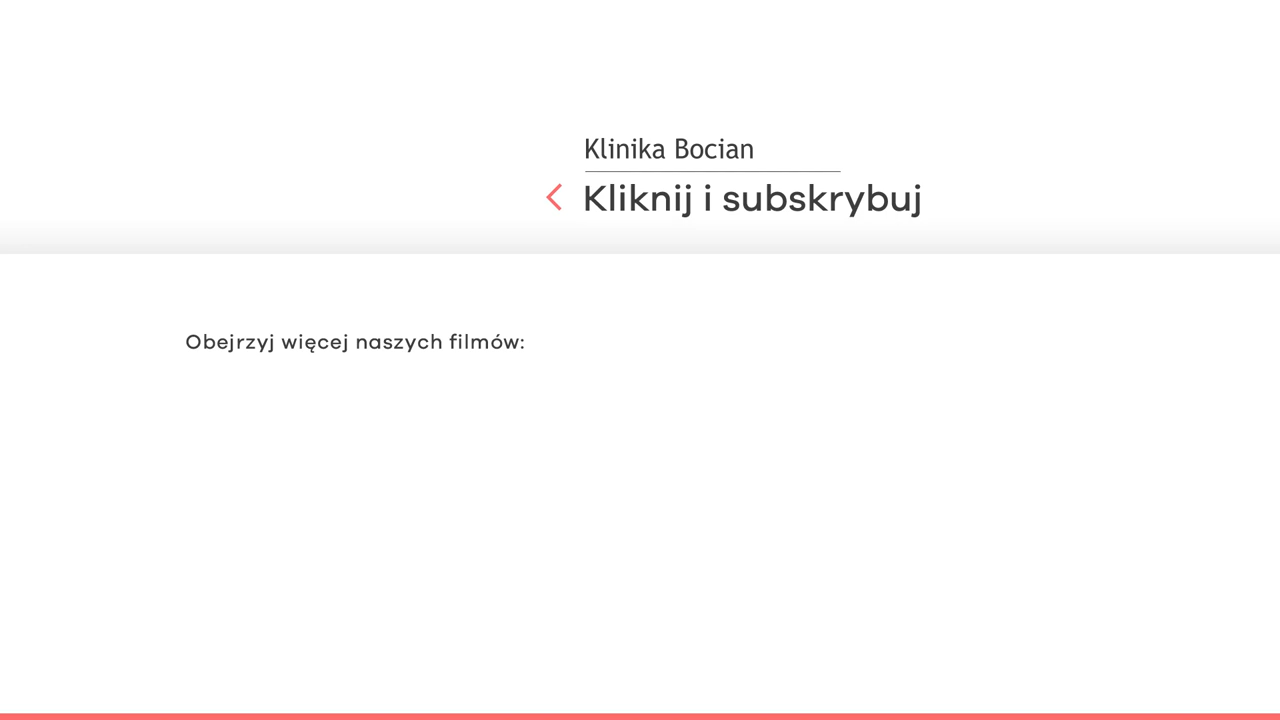 Klinika Bocian
Kliknij i subskrybuj
Obejrzyj więcej naszych filmów: